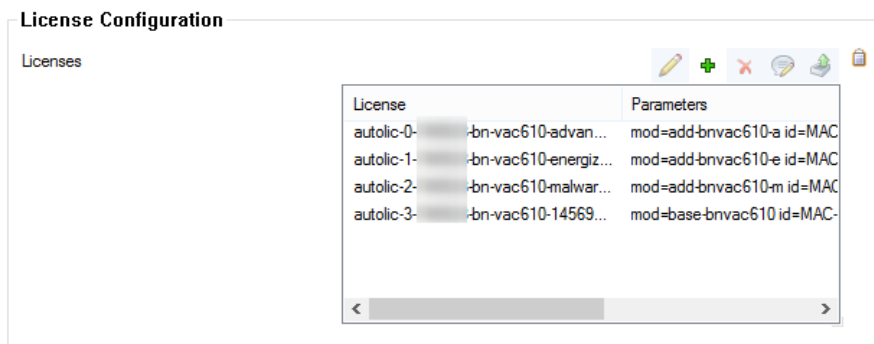 License Configuration
Licenses
License Parameters
autolic-0- -bn-vac610-advan... mod=add-bnvac610-a id=MAC
autolic-1- -bn-vac610-energiz... mod=add-bnvac610-e id=MAC
autolic-2- -bn-vac610-malwar... mod=add-bnvac610-m id=MAC
autolic-3- -bn-vac610-14569... mod=base-bnvac610 id=MAC-